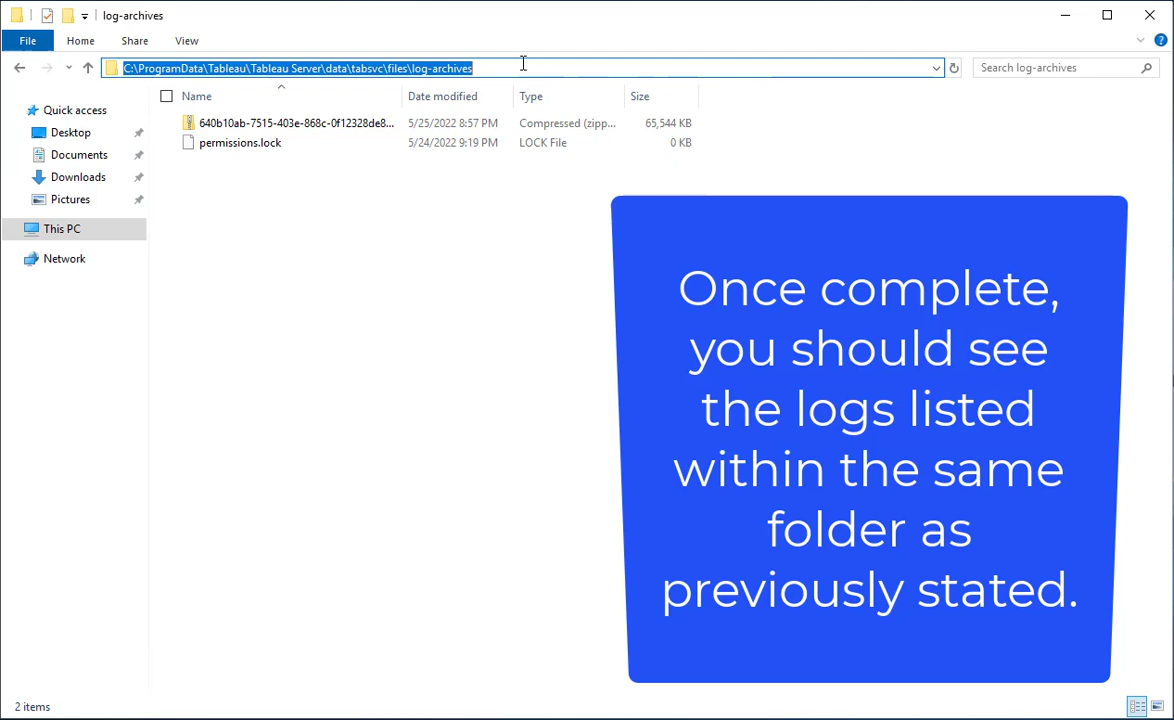 log-archives
File Home Share View
C:\ProgramData\Tableau\Tableau Server\data\tabsvc\files\log-archives
Search log-archives
Name Date modified Type Size
640b10ab-7515-403e-868c-0f12328de8... 5/25/2022 8:57 PM Compressed (zipp... 65,544 KB
permissions.lock 5/24/2022 9:19 PM LOCK File 0 KB
Quick access
Desktop
Documents
Downloads
Pictures
This PC
Network
Once complete,
you should see
the logs listed
within the same
folder as
previously stated.
2 items